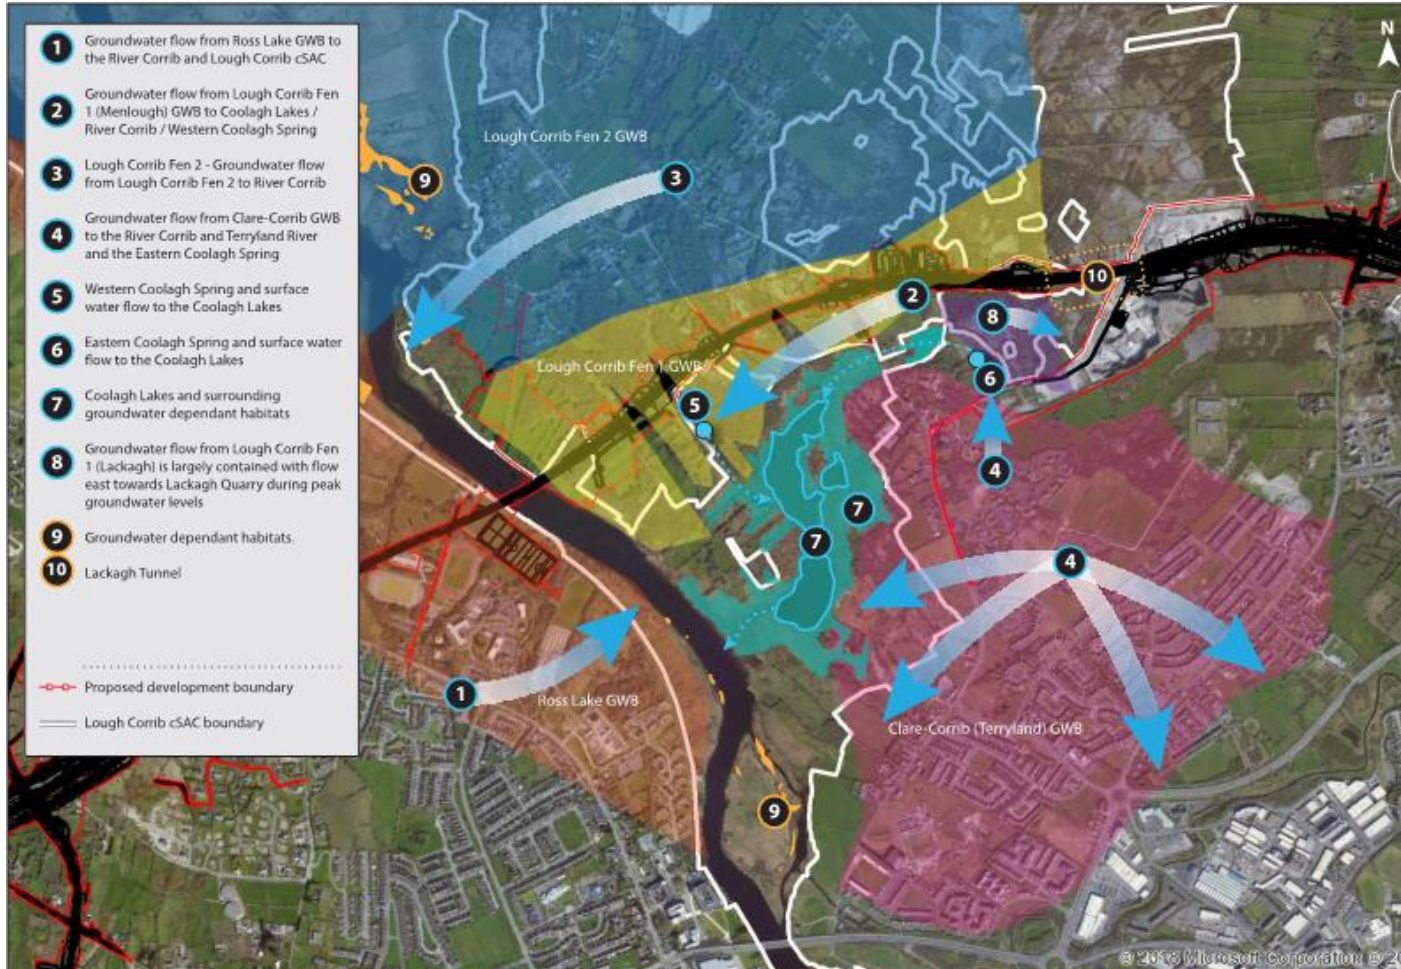 1
Groundwater flow from Ross Lake GWB to
the River Corrib and Lough Corrib cSAC
2
Groundwater flow from Lough Corrib Fen
1 (Menlough) GWB to Coolagh Lakes /
River Corrib / Western Coolagh Spring
3
Lough Corrib Fen 2 - Groundwater flow
from Lough Corrib Fen 2 to River Corrib
4
Groundwater flow from Clare-Corrib GWB
to the River Corrib and Terryland River
and the Eastern Coolagh Spring
5
Western Coolagh Spring and surface
water flow to the Coolagh Lakes
6
Eastern Coolagh Spring and surface water
flow to the Coolagh Lakes
7
Coolagh Lakes and surrounding
groundwater dependant habitats
8
Groundwater flow from Lough Corrib Fen
1 (Lackagh) is largely contained with flow
east towards Lackagh Quarry during peak
groundwater levels
9
Groundwater dependant habitats.
10
Lackagh Tunnel
Proposed development boundary
Lough Corrib cSAC boundary
N
Lough Corrib Fen 2 GWB
9
3
10
2
8
Lough Corrib Fen 1 GWB
6
5
4
7
7
4
1
Ross Lake GWB
Clare-Corrib (Terryland) GWB
9
© 2018 Microsoft Corporation © 20